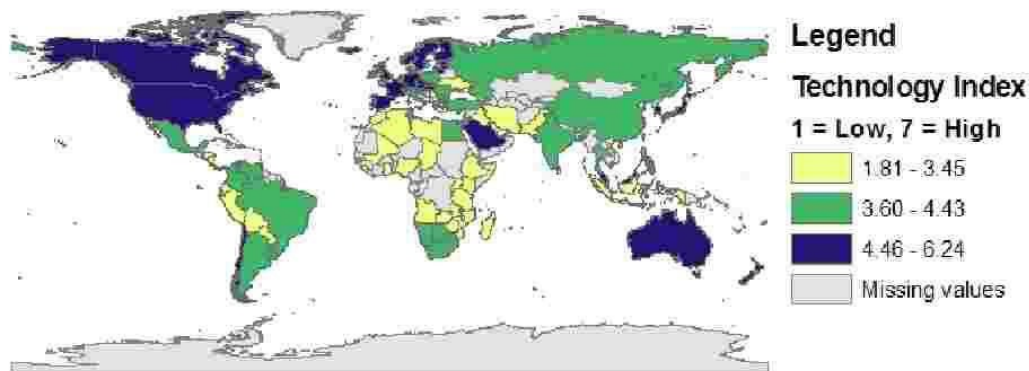 Legend
Technology Index
1 = Low, 7 = High
1.81 - 3.45
3.60 - 4.43
4.46 - 6.24
Missing values